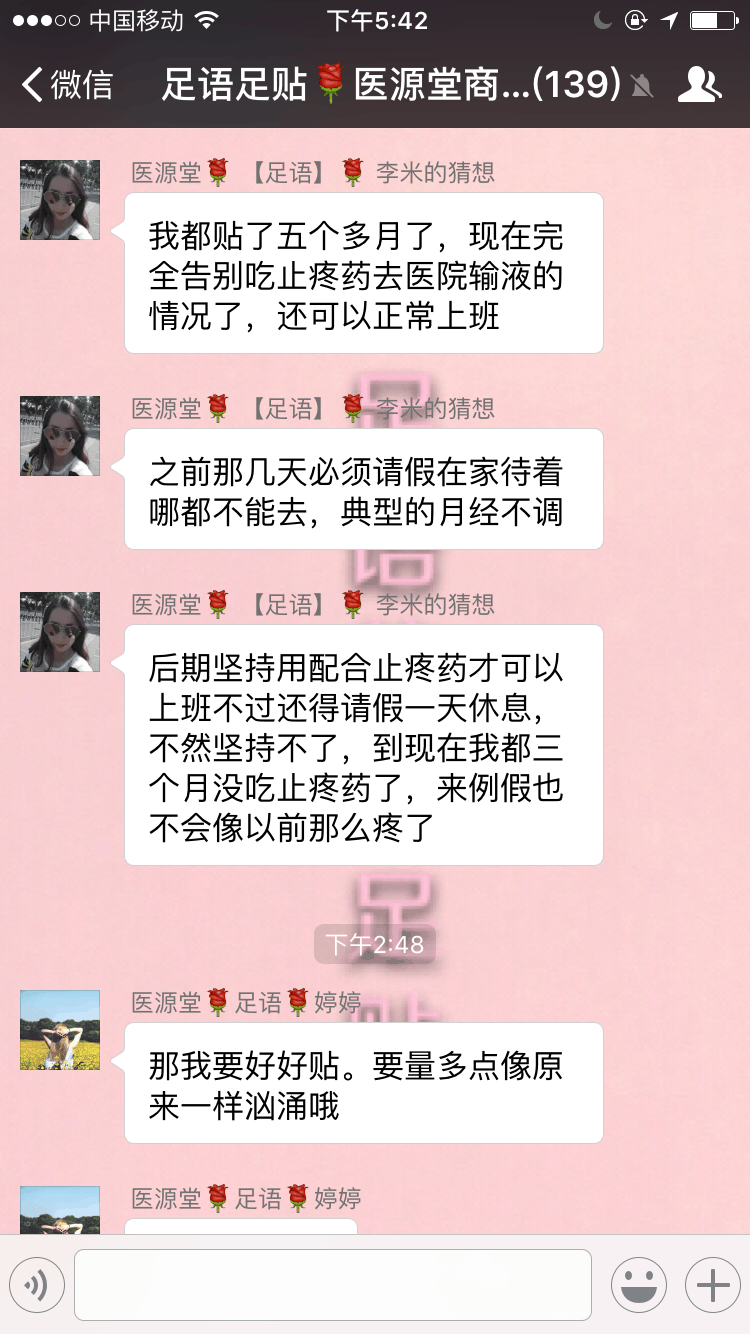 中国移动 下午5:42
微信 足语足贴🌹医源堂商...(139)
医源堂🌹【足语】🌹李米的猜想
我都贴了五个多月了，现在完
全告别吃止疼药去医院输液的
情况了，还可以正常上班
医源堂🌹【足语】🌹李米的猜想
之前那几天必须请假在家待着
哪都不能去，典型的月经不调
医源堂🌹【足语】🌹李米的猜想
后期坚持用配合止疼药才可以
上班不过还得请假一天休息，
不然坚持不了，到现在我都三
个月没吃止疼药了，来例假也
不会像以前那么疼了
足
下午2:48
医源堂🌹足语🌹婷婷
那我要好好贴。要量多点像原
来一样汹涌哦
医源堂🌹足语🌹婷婷